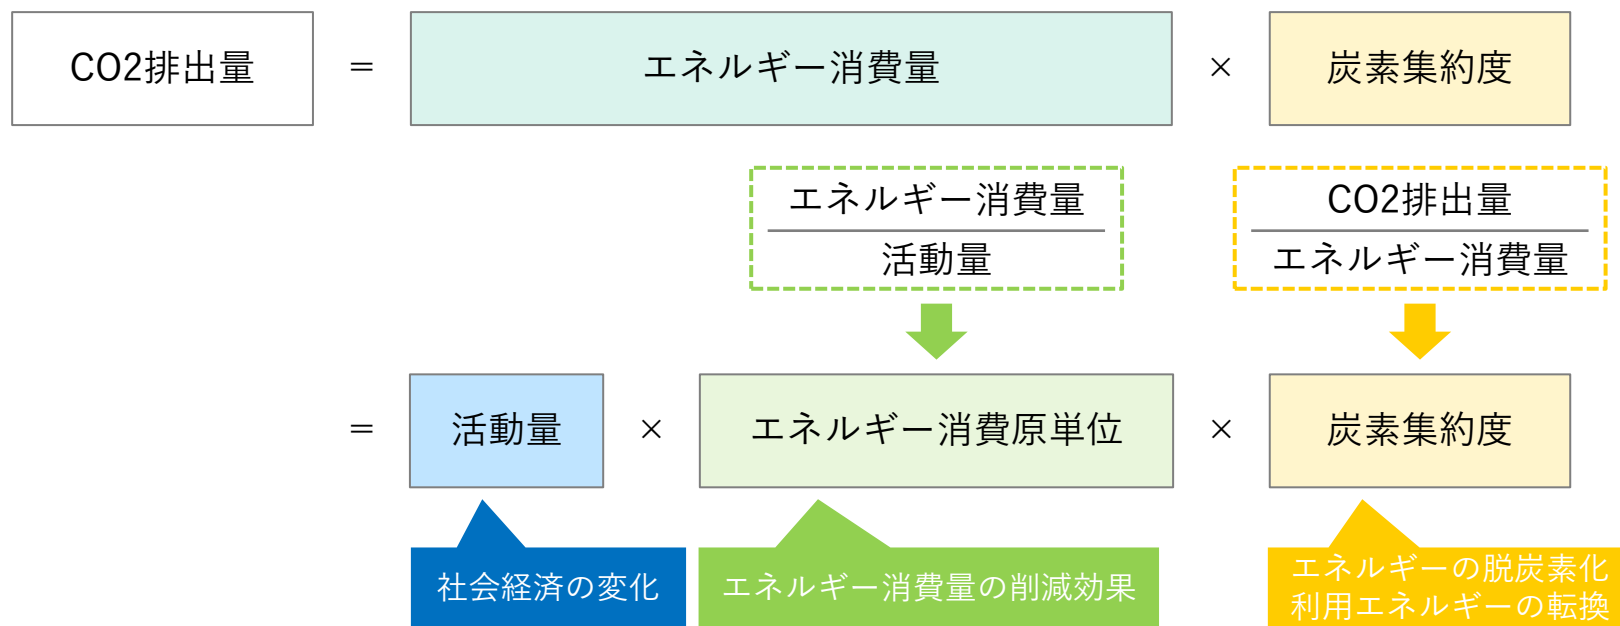 CO2排出量 = エネルギー消費量 × 炭素集約度
エネルギー消費量
活動量
CO2排出量
エネルギー消費量
= 活動量 × エネルギー消費原単位 × 炭素集約度
社会経済の変化
エネルギー消費量の削減効果
エネルギーの脱炭素化
利用エネルギーの転換